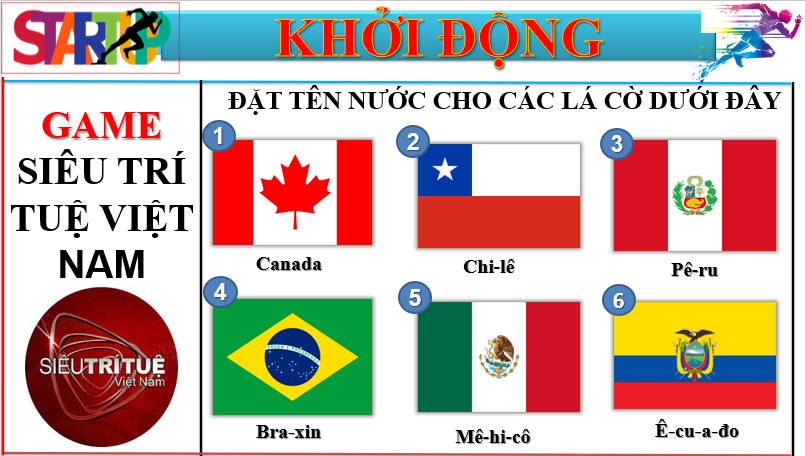 STARTUP
KHỞI ĐỘNG
GAME
SIÊU TRÍ
TUỆ VIỆT
NAM
SIÊUTRÍTUỆ
Việt Nam
ĐẶT TÊN NƯỚC CHO CÁC LÁ CỜ DƯỚI ĐÂY
1
2
3
Canada
Chi-lê
Pê-ru
4
5
6
Bra-xin
Mê-hi-cô
Ê-cu-a-đo